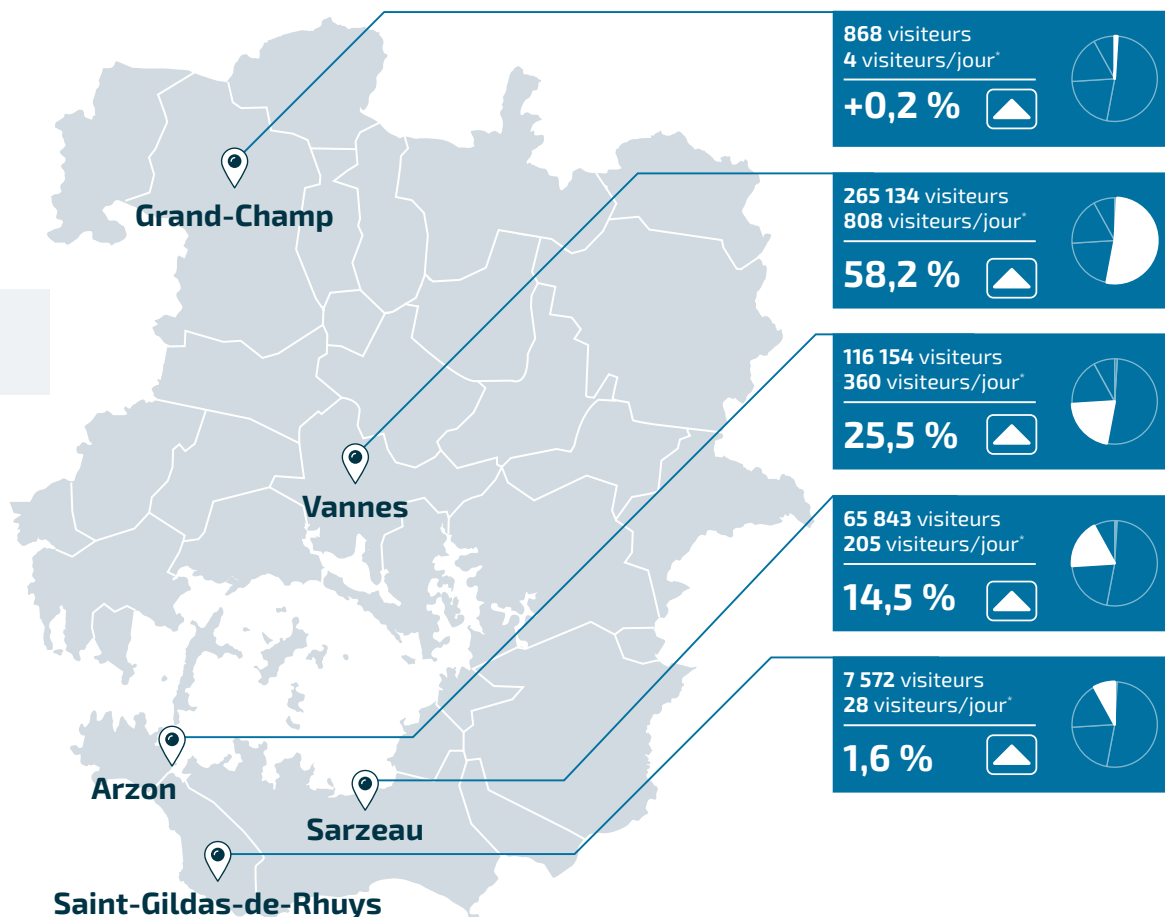 868 visiteurs
4 visiteurs/jour*
+0,2 %
Grand-Champ
265 134 visiteurs
808 visiteurs/jour*
58,2 %
116 154 visiteurs
360 visiteurs/jour*
25,5 %
Vannes
65 843 visiteurs
205 visiteurs/jour*
14,5 %
7 572 visiteurs
28 visiteurs/jour*
1,6 %
Arzon
Sarzeau
Saint-Gildas-de-Rhuys